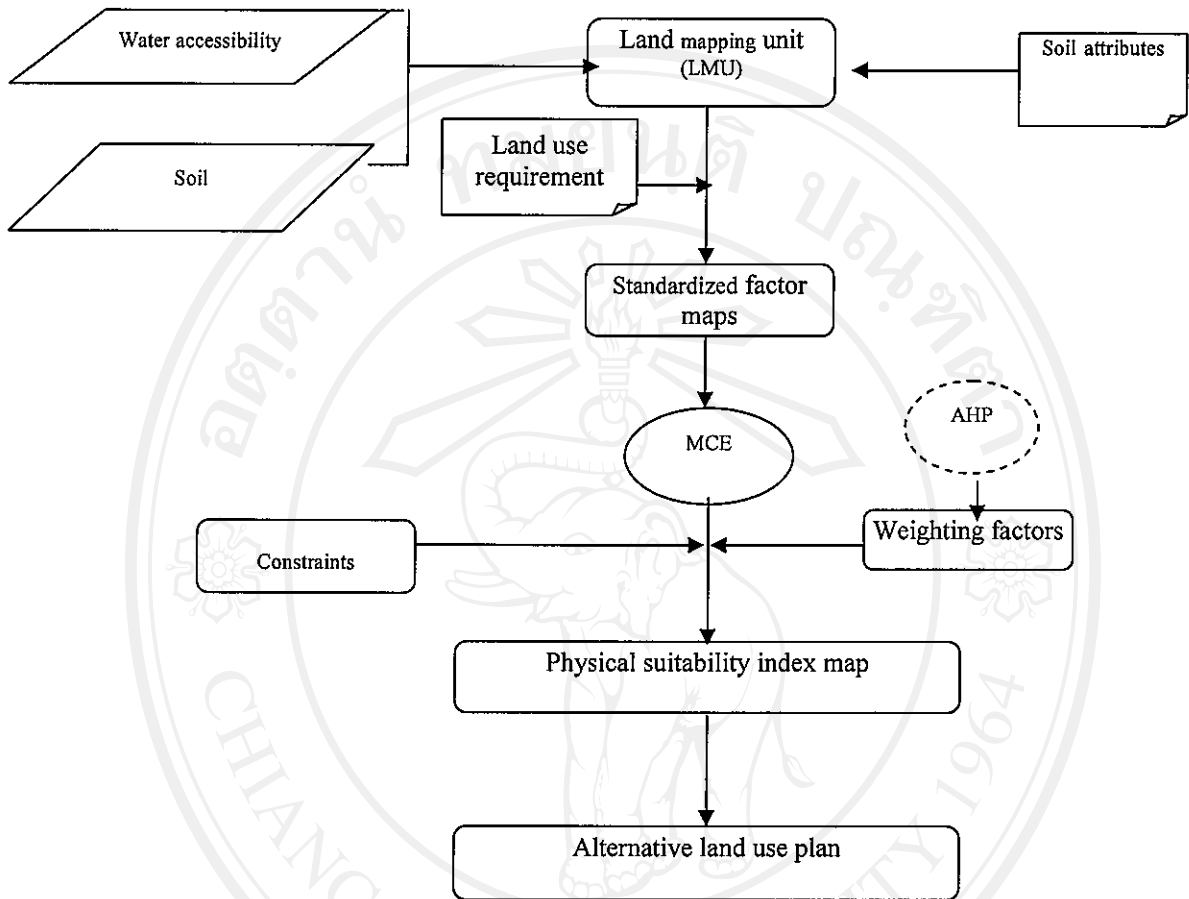 Water accessibility
Land mapping unit
(LMU)
Soil attributes
Soil
Land use
requirement
Standardized factor
maps
MCE
AHP
Constraints
Weighting factors
Physical suitability index map
Alternative land use plan
1964